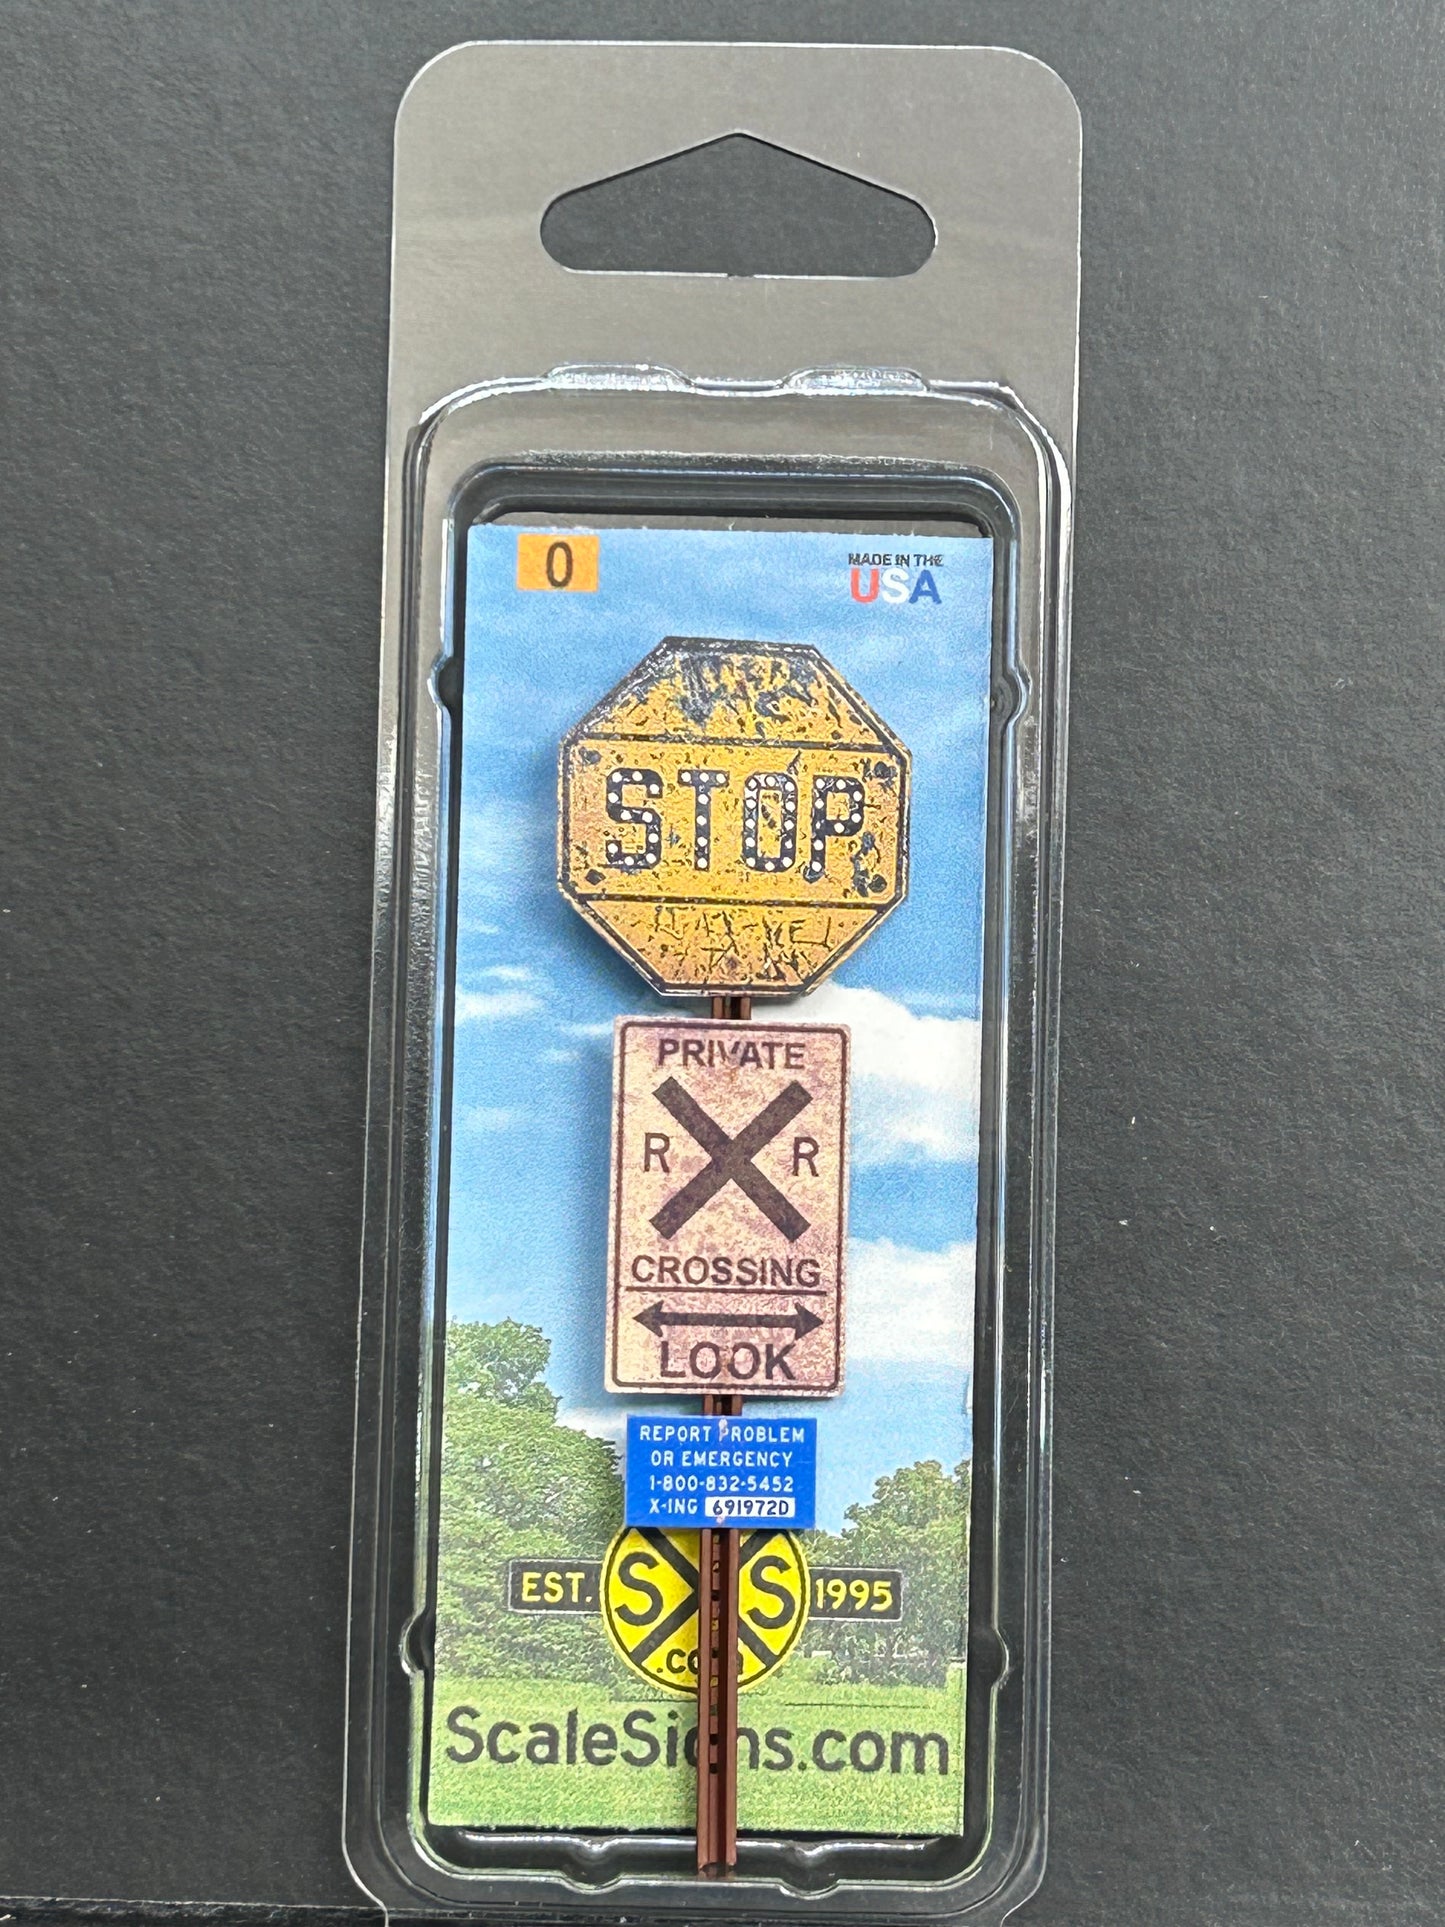 O
MADE IN THE
USA
STOP
PRIVATE
R R
CROSSING
LOOK
REPORT PROBLEM
OR EMERGENCY
1-800-832-5452
X-ING 691972D
EST. S S 1995
.com
ScaleSigns.com